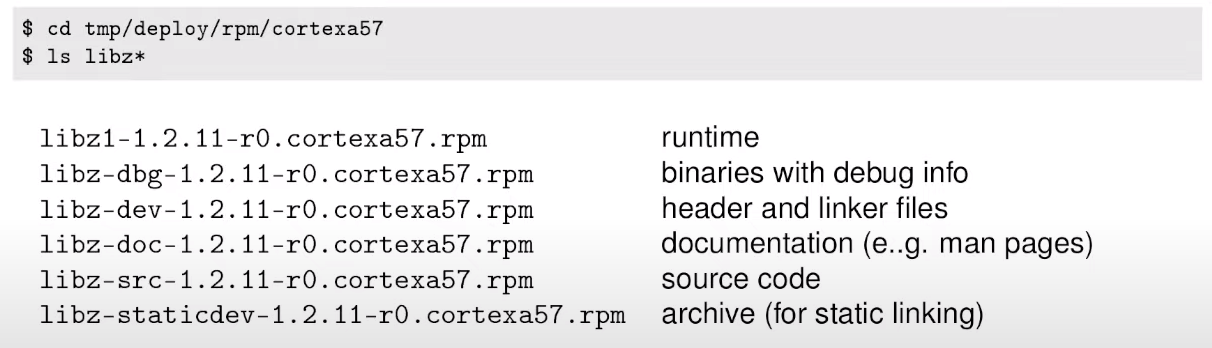 $ cd tmp/deploy/rpm/cortexa57
$ ls libz*
libz1-1.2.11-r0.cortexa57.rpm runtime
libz-dbg-1.2.11-r0.cortexa57.rpm binaries with debug info
libz-dev-1.2.11-r0.cortexa57.rpm header and linker files
libz-doc-1.2.11-r0.cortexa57.rpm documentation (e..g. man pages)
libz-src-1.2.11-r0.cortexa57.rpm source code
libz-staticdev-1.2.11-r0.cortexa57.rpm archive (for static linking)